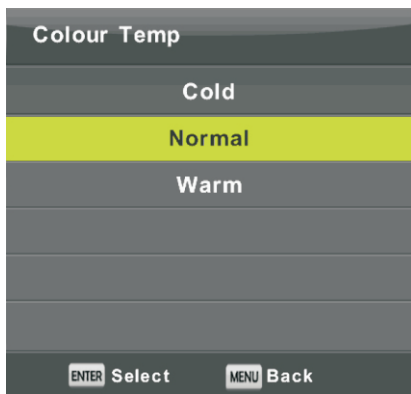 Colour Temp
Cold
Normal
Warm
ENTER Select MENU Back